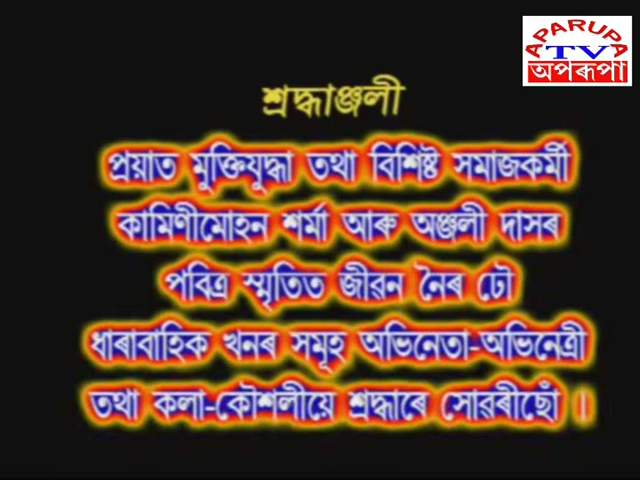 APARUPA
TV
অপৰূপা
শ্ৰদ্ধাঞ্জলী
প্ৰয়াত মুক্তিযুদ্ধা তথা বিশিষ্ট সমাজকৰ্মী
কামিণীমোহন শৰ্মা আৰু অঞ্জলী দাসৰ
পবিত্ৰ স্মৃতিত জীৱন নৈৰ ঢৌ
ধাৰাবাহিক খনৰ সমূহ অভিনেতা-অভিনেত্ৰী
তথা কলা-কৌশলীয়ে শ্ৰদ্ধাৰে সোৱঁৰীছোঁ ।